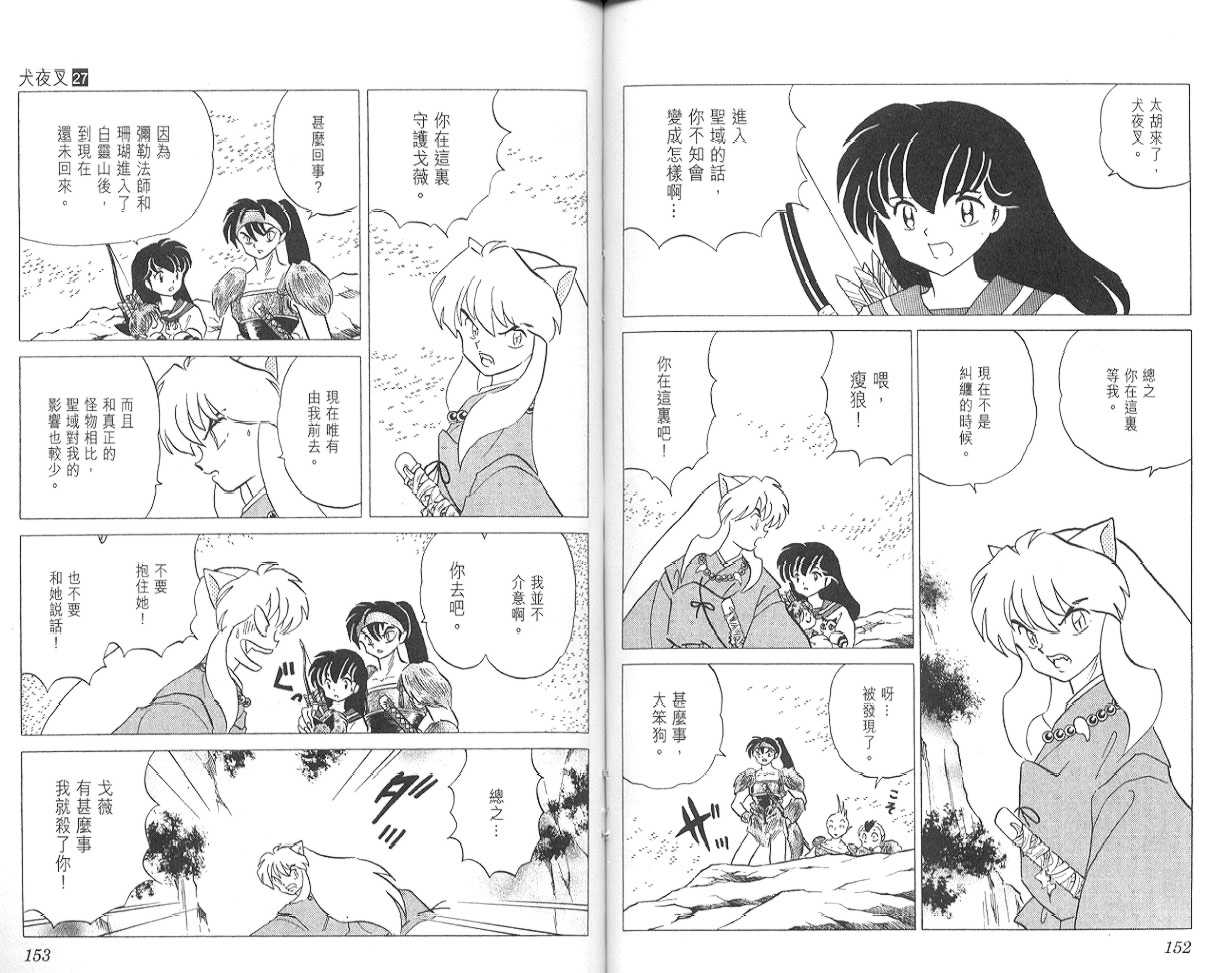 太胡來了，
犬夜叉。
進入
聖域的話，
你不知會
變成怎樣啊…
總之
你在這裏
等我。
現在不是
糾纏的時候。
喂，
瘦狼！
你在這裏吧！
呀…
被發現了。
こそ
甚麼事，
大笨狗。
ギギ
152
犬夜叉27
你在這裏
守護戈薇。
甚麼回事？
因為
彌勒法師和
珊瑚進入了
白靈山後，
到現在
還未回來。
現在唯有
由我前去。
而且
和真正的
怪物相比，
聖域對我的
影響也較少。
我並不
介意啊。
你去吧。
不要
抱住她！
也不要
和她說話！
ぐっ
總之…
ダッ
戈薇
有甚麼事
我就殺了你！
153